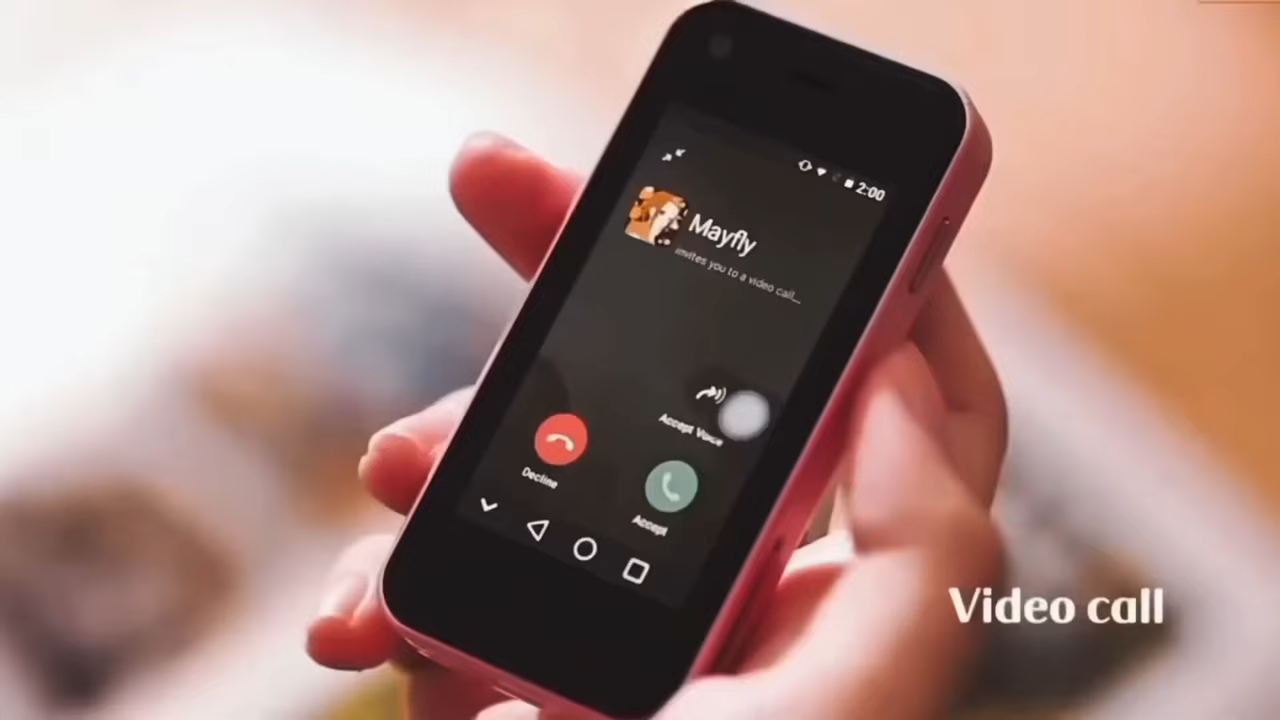 2:00
Mayfly
invites you to a video call...
Accept Voice
Decline
Accept
Video call